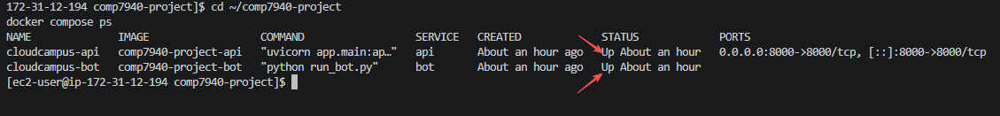 172-31-12-194 comp7940-project]$ cd ~/comp7940-project
docker compose ps
NAME IMAGE COMMAND SERVICE CREATED STATUS PORTS
cloudcampus-api comp7940-project-api "uvicorn app.main:ap…" api About an hour ago Up About an hour 0.0.0.0:8000->8000/tcp, [::]:8000->8000/tcp
cloudcampus-bot comp7940-project-bot "python run_bot.py" bot About an hour ago Up About an hour
[ec2-user@ip-172-31-12-194 comp7940-project]$